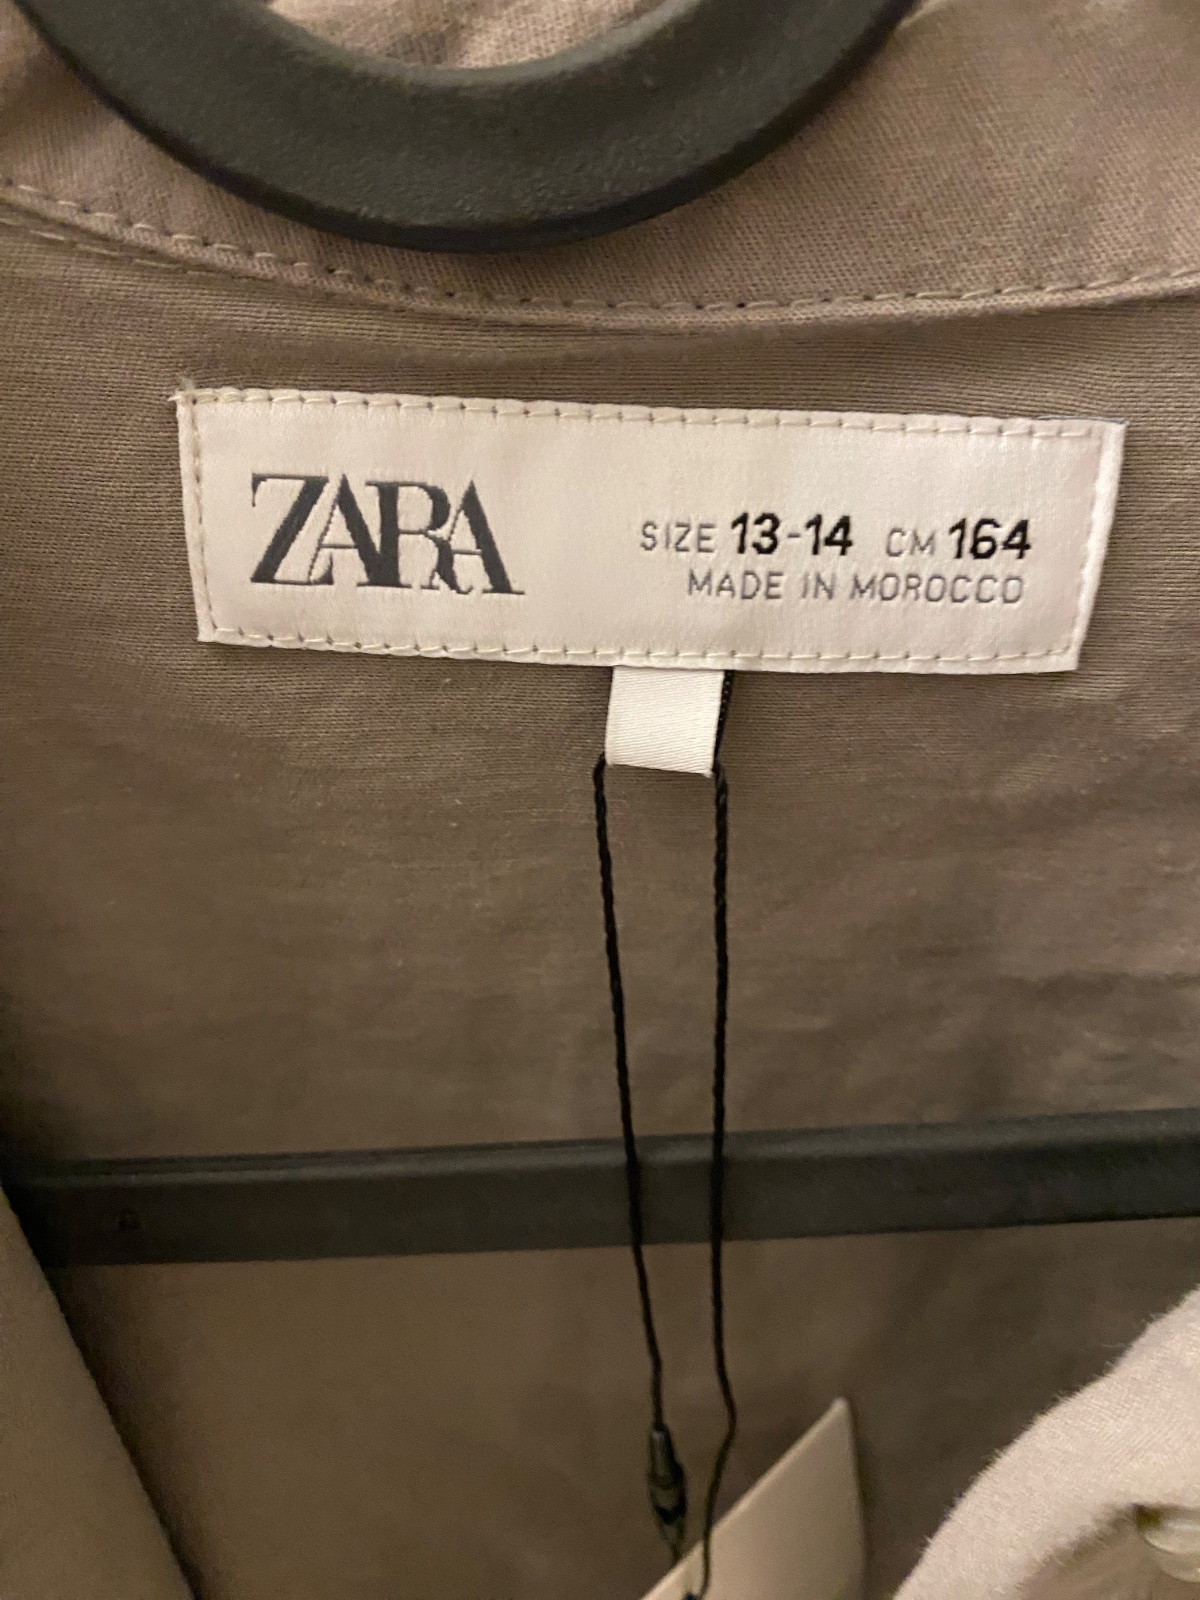 ZARA
SIZE 13-14 CM 164
MADE IN MOROCCO